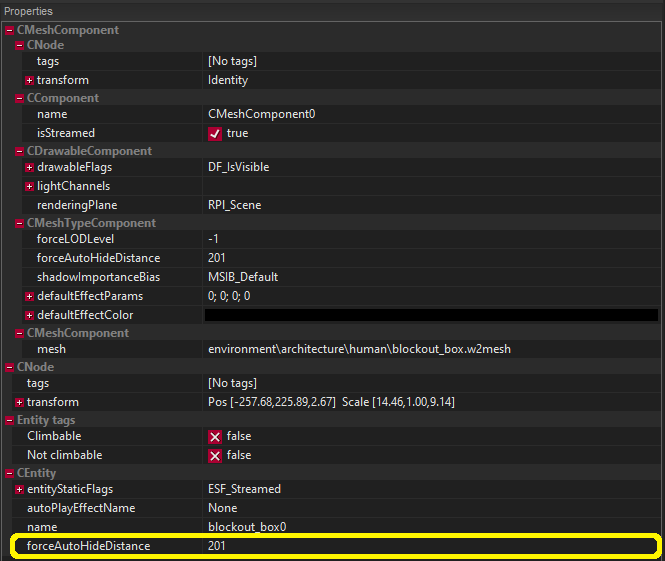 Properties
CMeshComponent
CNode
tags [No tags]
transform Identity
CComponent
name CMeshComponent0
isStreamed true
CDrawableComponent
drawableFlags DF_IsVisible
lightChannels
renderingPlane RPI_Scene
CMeshTypeComponent
forceLODLevel -1
forceAutoHideDistance 201
shadowImportanceBias MSIB_Default
defaultEffectParams 0; 0; 0; 0
defaultEffectColor
CMeshComponent
mesh environment\architecture\human\blockout_box.w2mesh
CNode
tags [No tags]
transform Pos [-257.68,225.89,2.67] Scale [14.46,1.00,9.14]
Entity tags
Climbable false
Not climbable false
CEntity
entityStaticFlags ESF_Streamed
autoPlayEffectName None
name blockout_box0
forceAutoHideDistance 201